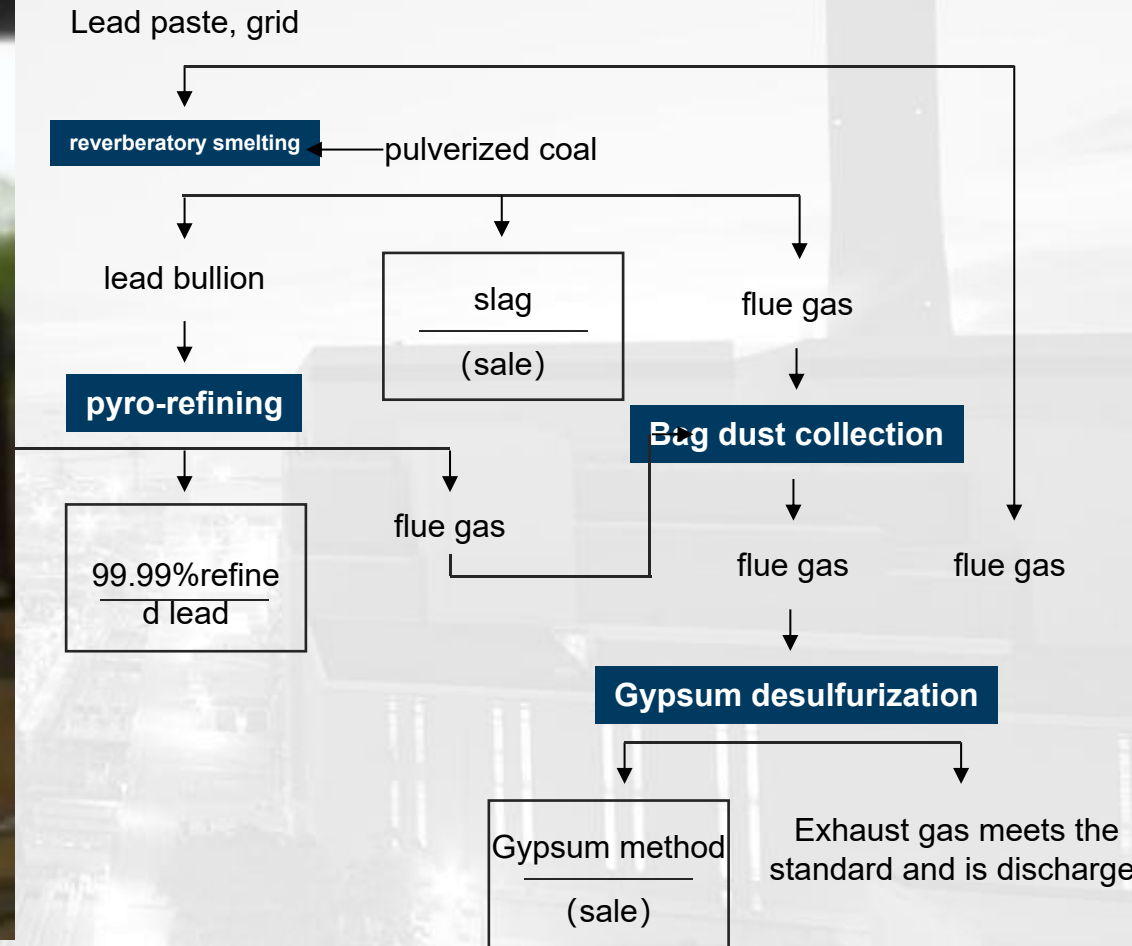 Lead paste, grid
reverberatory smelting
pulverized coal
lead bullion
slag
(sale)
flue gas
pyro-refining
Bag dust collection
flue gas
99.99%refine
d lead
flue gas
flue gas
Gypsum desulfurization
Gypsum method
(sale)
Exhaust gas meets the
standard and is discharge